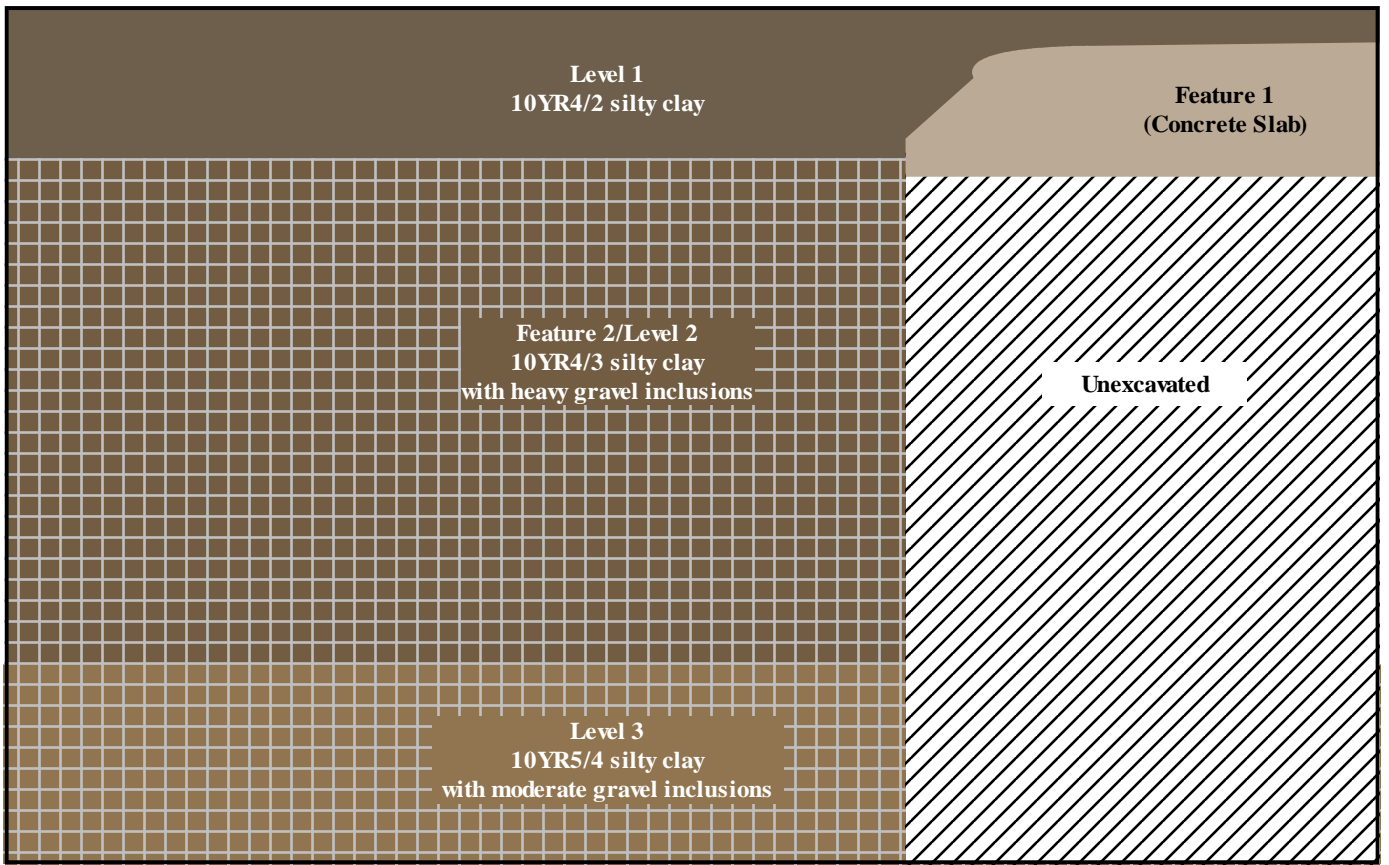 Level 1
10YR4/2 silty clay
Feature 1
(Concrete Slab)
Feature 2/Level 2
10YR4/3 silty clay
with heavy gravel inclusions
Unexcavated
Level 3
10YR5/4 silty clay
with moderate gravel inclusions